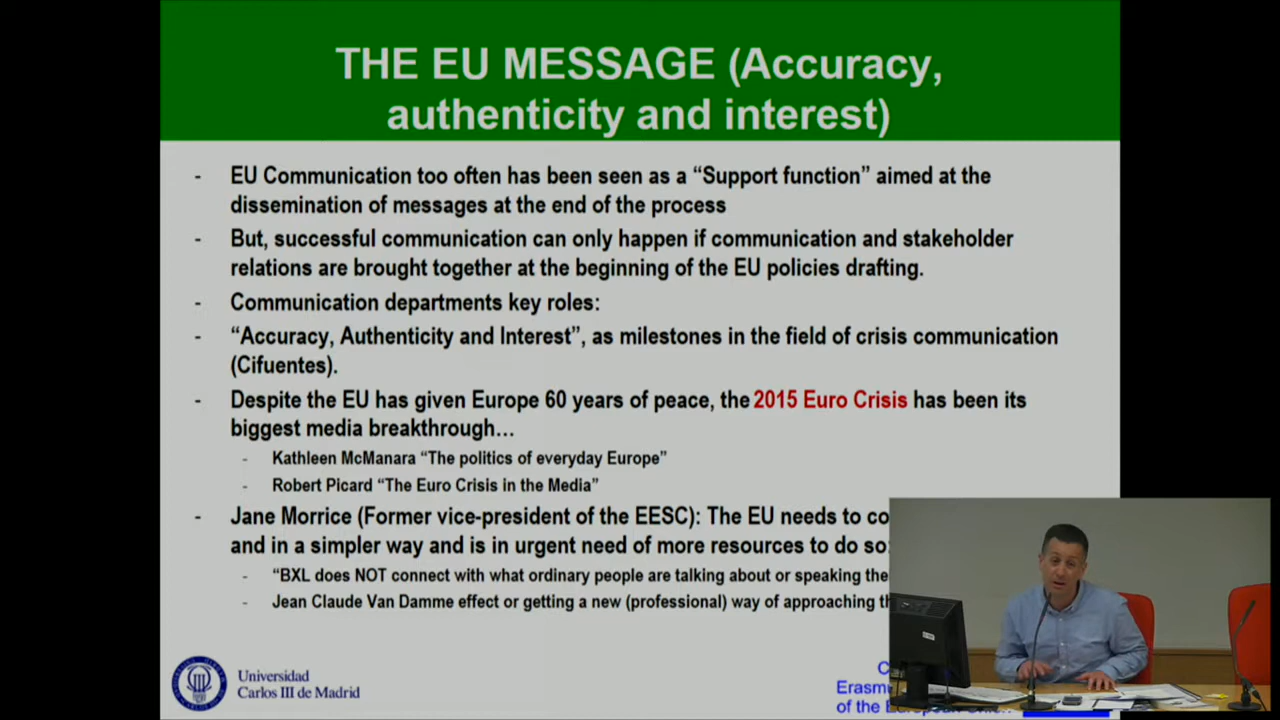 THE EU MESSAGE (Accuracy,
authenticity and interest)
- EU Communication too often has been seen as a “Support function” aimed at the
dissemination of messages at the end of the process
- But, successful communication can only happen if communication and stakeholder
relations are brought together at the beginning of the EU policies drafting.
- Communication departments key roles:
- “Accuracy, Authenticity and Interest”, as milestones in the field of crisis communication
(Cifuentes).
- Despite the EU has given Europe 60 years of peace, the 2015 Euro Crisis has been its
biggest media breakthrough…
- Kathleen McManara “The politics of everyday Europe”
- Robert Picard “The Euro Crisis in the Media”
- Jane Morrice (Former vice-president of the EESC): The EU needs to
and in a simpler way and is in urgent need of more resources to do so
- “BXL does NOT connect with what ordinary people are talking about or speaking
- Jean Claude Van Damme effect or getting a new (professional) way of approaching
Universidad
Carlos III de Madrid
of the European